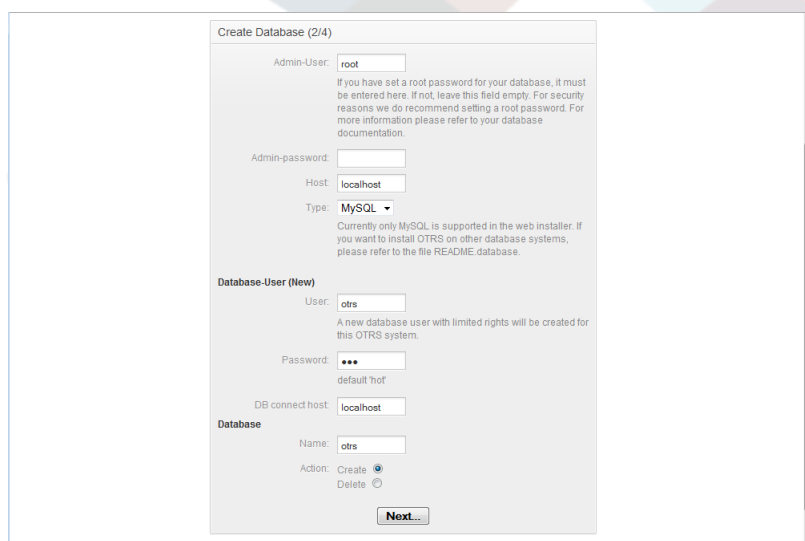 Create Database (2/4)
Admin-User: root
If you have set a root password for your database, it must
be entered here. If not, leave this field empty. For security
reasons we do recommend setting a root password. For
more information please refer to your database
documentation.
Admin-password:
Host: localhost
Type: MySQL
Currently only MySQL is supported in the web installer. If
you want to install OTRS on other database systems,
please refer to the file README.database.
Database-User (New)
User: otrs
A new database user with limited rights will be created for
this OTRS system.
Password: •••
default 'hot'
DB connect host: localhost
Database
Name: otrs
Action: Create
Delete
Next...